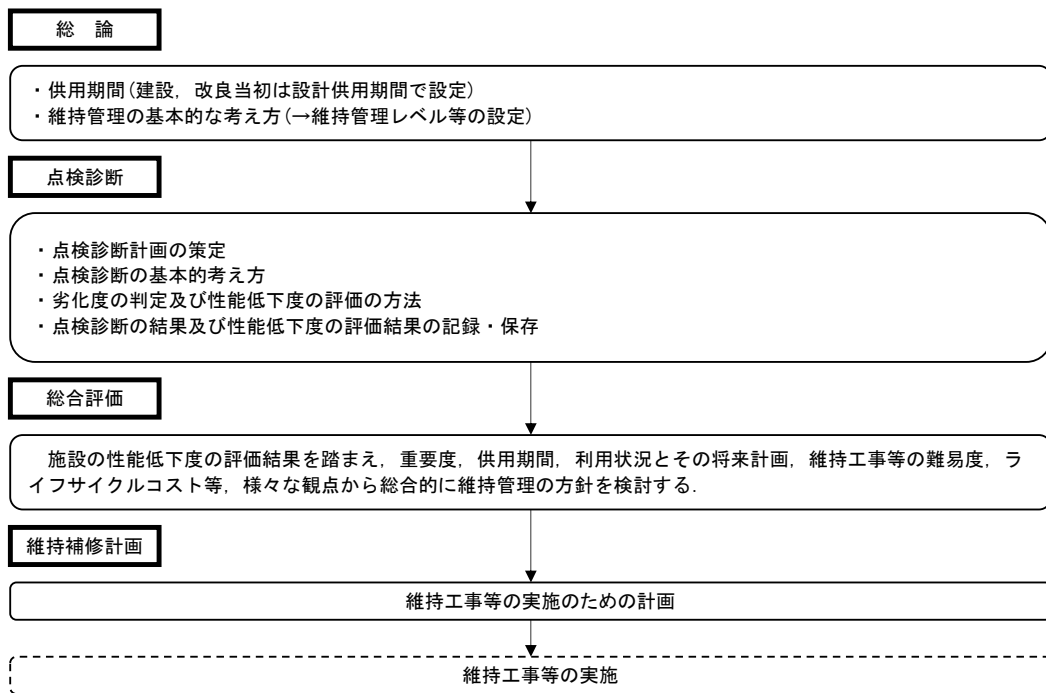 総　論
・供用期間(建設，改良当初は設計供用期間で設定)
・維持管理の基本的な考え方(→維持管理レベル等の設定)
点検診断
・点検診断計画の策定
・点検診断の基本的考え方
・劣化度の判定及び性能低下度の評価の方法
・点検診断の結果及び性能低下度の評価結果の記録・保存
総合評価
　施設の性能低下度の評価結果を踏まえ，重要度，供用期間，利用状況とその将来計画，維持工事等の難易度，ラ
イフサイクルコスト等，様々な観点から総合的に維持管理の方針を検討する．
維持補修計画
維持工事等の実施のための計画
維持工事等の実施